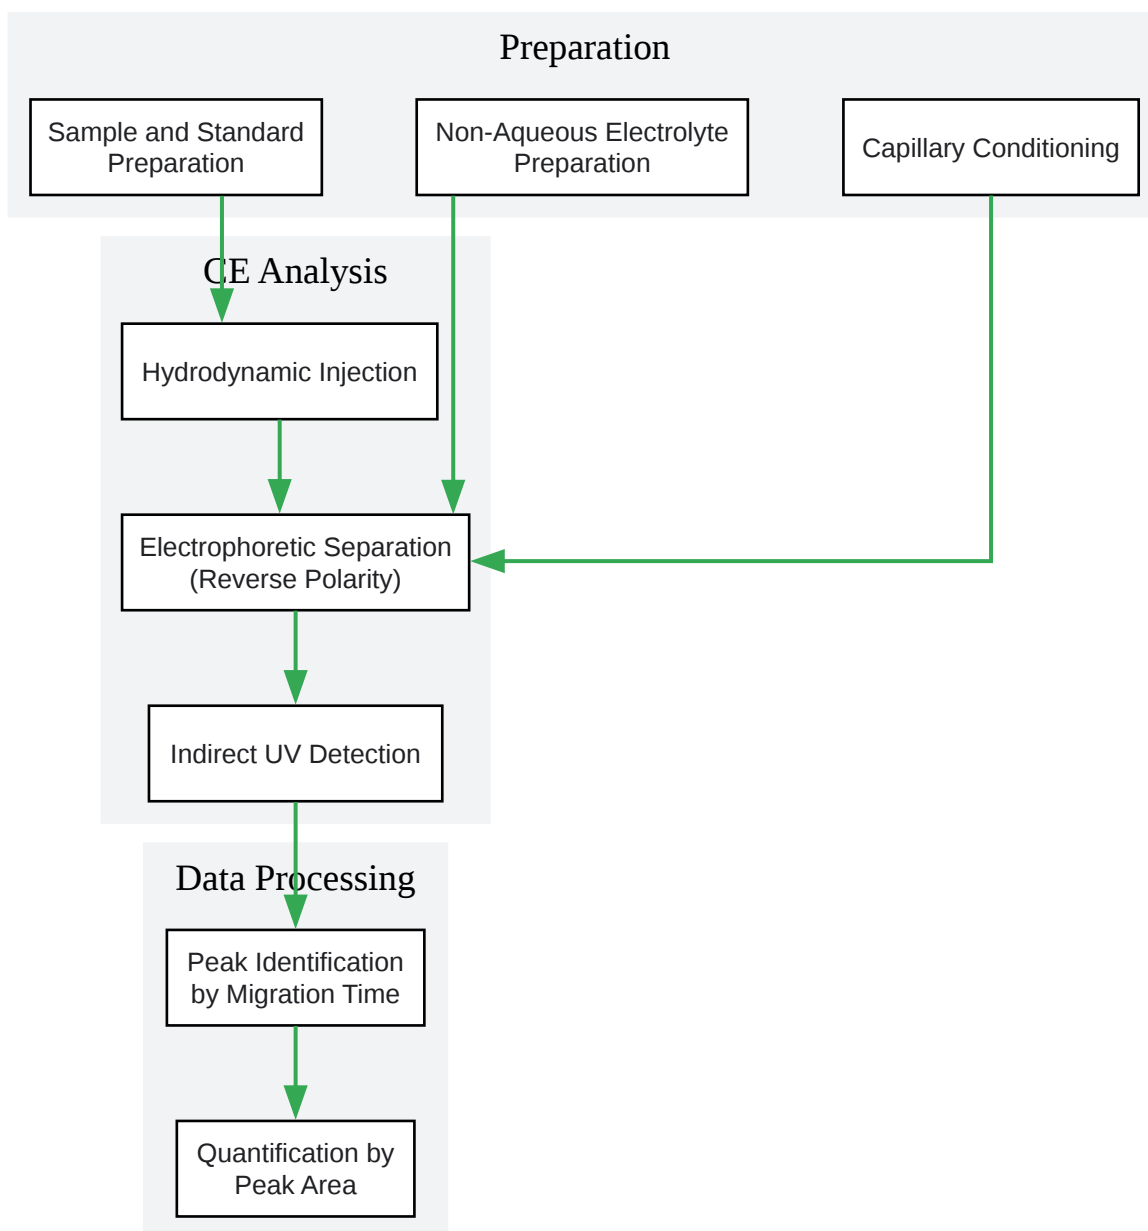 Preparation
Sample and Standard
Preparation
Non-Aqueous Electrolyte
Preparation
Capillary Conditioning
CE Analysis
Hydrodynamic Injection
Electrophoretic Separation
(Reverse Polarity)
Indirect UV Detection
Data Processing
Peak Identification
by Migration Time
Quantification by
Peak Area